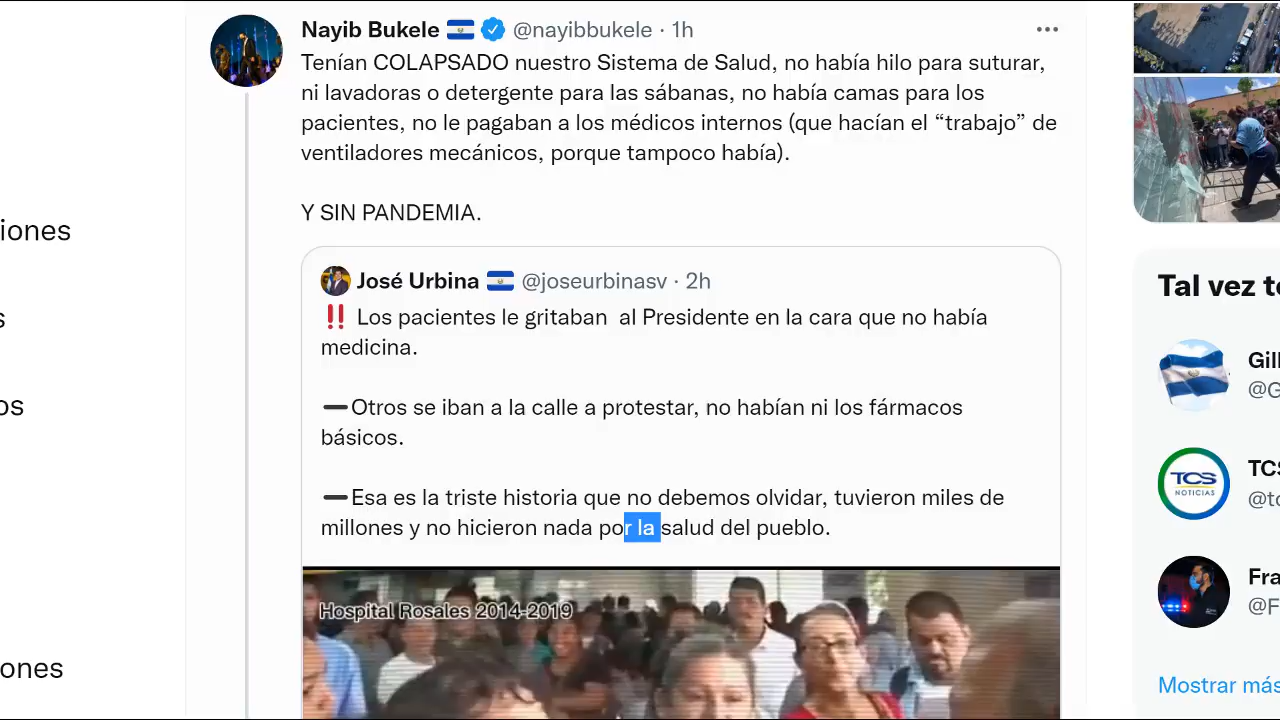 Nayib Bukele 🇸🇻 @nayibbukele · 1h
Tenían COLAPSADO nuestro Sistema de Salud, no había hilo para suturar,
ni lavadoras o detergente para las sábanas, no había camas para los
pacientes, no le pagaban a los médicos internos (que hacían el “trabajo” de
ventiladores mecánicos, porque tampoco había).
Y SIN PANDEMIA.
José Urbina 🇸🇻 @joseurbinasv · 2h
‼️ Los pacientes le gritaban al Presidente en la cara que no había
medicina.
➖Otros se iban a la calle a protestar, no habían ni los fármacos
básicos.
➖Esa es la triste historia que no debemos olvidar, tuvieron miles de
millones y no hicieron nada por la salud del pueblo.
Hospital Rosales 2014-2019
iones
s
os
ones
Tal vez te
Gill
@G
TCS
NOTICIAS
TCS
@to
Fra
@F
Mostrar más